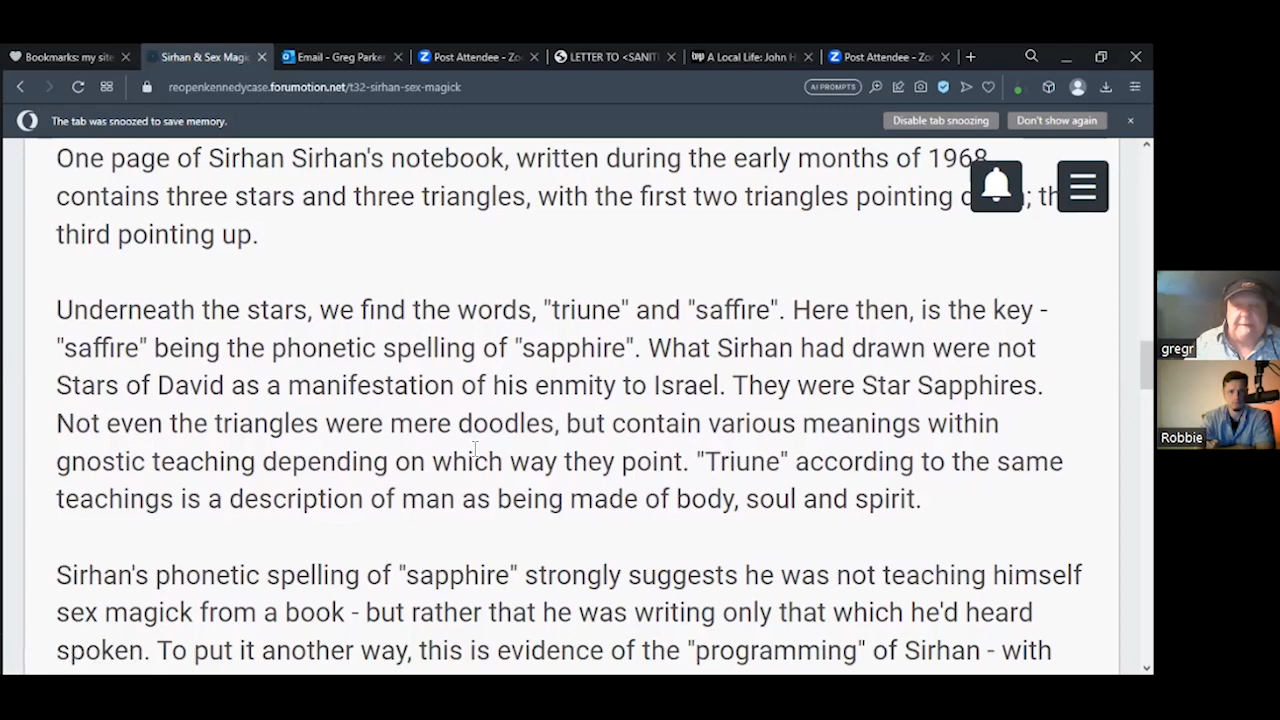 Bookmarks: my site
Sirhan & Sex Magi
Email - Greg Parker
Post Attendee - Zo
LETTER TO <SANIT
A Local Life: John H
Post Attendee - Zo
reopenkennedycase.forumotion.net/t32-sirhan-sex-magick
AI PROMPTS
The tab was snoozed to save memory.
Disable tab snoozing
Don't show again
One page of Sirhan Sirhan's notebook, written during the early months of 1968
contains three stars and three triangles, with the first two triangles pointing ; th
third pointing up.
Underneath the stars, we find the words, "triune" and "saffire". Here then, is the key -
"saffire" being the phonetic spelling of "sapphire". What Sirhan had drawn were not
Stars of David as a manifestation of his enmity to Israel. They were Star Sapphires.
Not even the triangles were mere doodles, but contain various meanings within
gnostic teaching depending on which way they point. "Triune" according to the same
teachings is a description of man as being made of body, soul and spirit.
Sirhan's phonetic spelling of "sapphire" strongly suggests he was not teaching himself
sex magick from a book - but rather that he was writing only that which he'd heard
spoken. To put it another way, this is evidence of the "programming" of Sirhan - with
gregr
Robbie